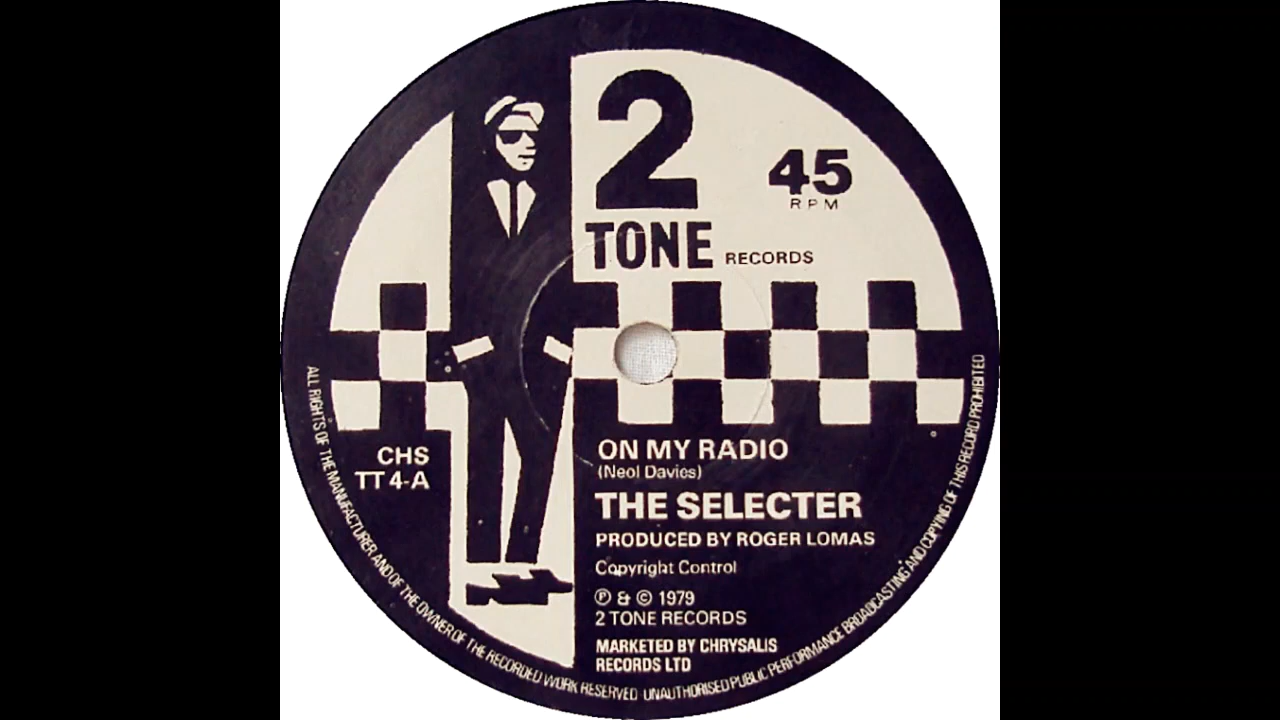 2
TONE RECORDS
45
RPM
CHS
TT 4-A
ON MY RADIO
(Neol Davies)
THE SELECTER
PRODUCED BY ROGER LOMAS
Copyright Control
Ⓟ & © 1979
2 TONE RECORDS
MARKETED BY CHRYSALIS
RECORDS LTD
ALL RIGHTS OF THE MANUFACTURER AND OF THE OWNER OF THE RECORDED WORK RESERVED UNAUTHORISED PUBLIC PERFORMANCE BROADCASTING AND COPYING OF THIS RECORD PROHIBITED